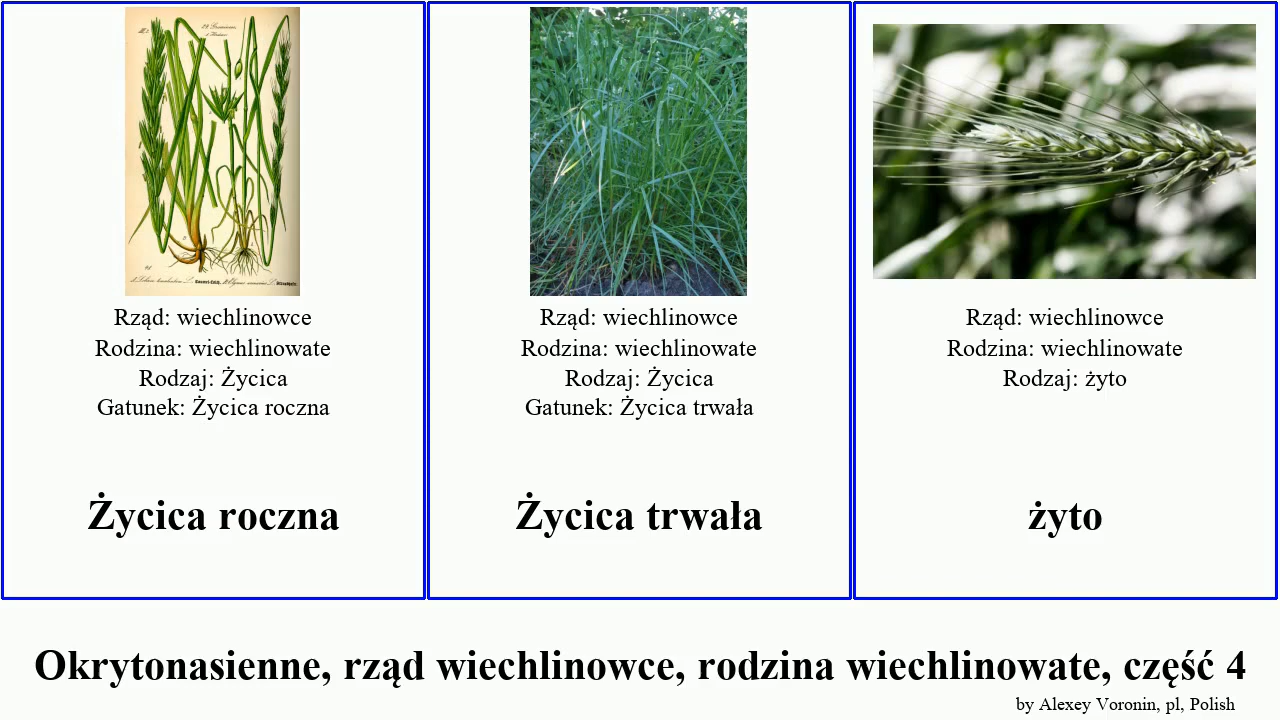 Rząd: wiechlinowce
Rodzina: wiechlinowate
Rodzaj: Życica
Gatunek: Życica roczna
Życica roczna
Rząd: wiechlinowce
Rodzina: wiechlinowate
Rodzaj: Życica
Gatunek: Życica trwała
Życica trwała
Rząd: wiechlinowce
Rodzina: wiechlinowate
Rodzaj: żyto
żyto
Okrytonasienne, rząd wiechlinowce, rodzina wiechlinowate, część 4
by Alexey Voronin, pl, Polish